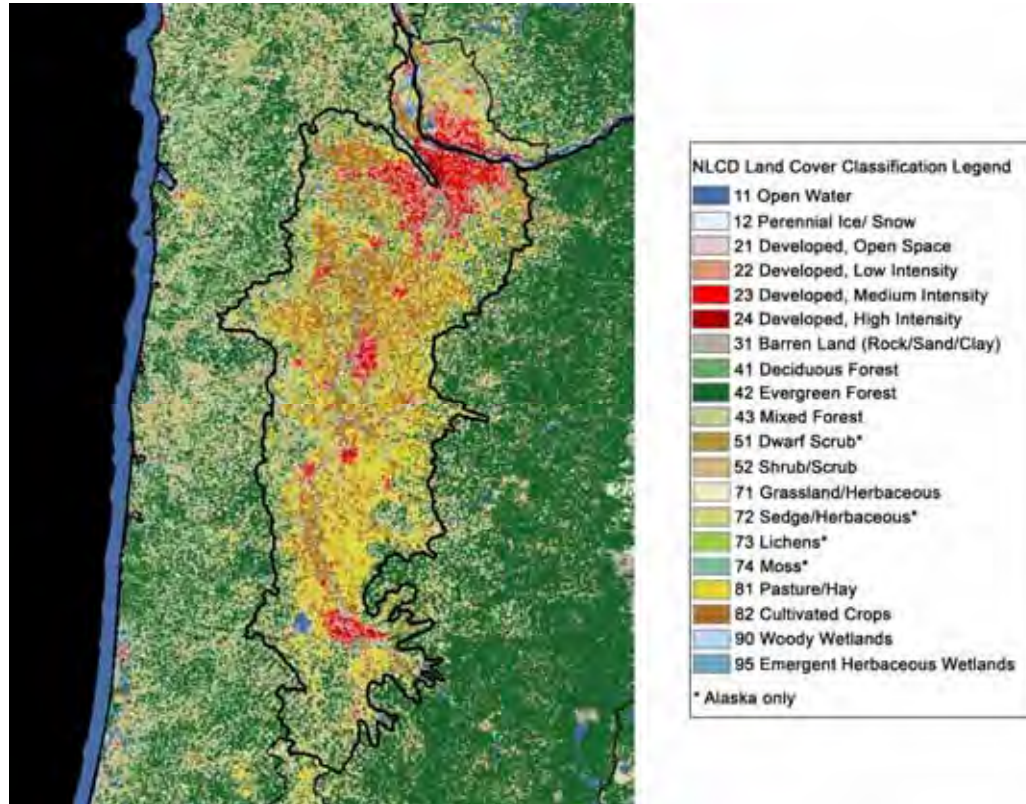 NLCD Land Cover Classification Legend
11 Open Water
12 Perennial Ice/ Snow
21 Developed, Open Space
22 Developed, Low Intensity
23 Developed, Medium Intensity
24 Developed, High Intensity
31 Barren Land (Rock/Sand/Clay)
41 Deciduous Forest
42 Evergreen Forest
43 Mixed Forest
51 Dwarf Scrub*
52 Shrub/Scrub
71 Grassland/Herbaceous
72 Sedge/Herbaceous*
73 Lichens*
74 Moss*
81 Pasture/Hay
82 Cultivated Crops
90 Woody Wetlands
95 Emergent Herbaceous Wetlands
* Alaska only